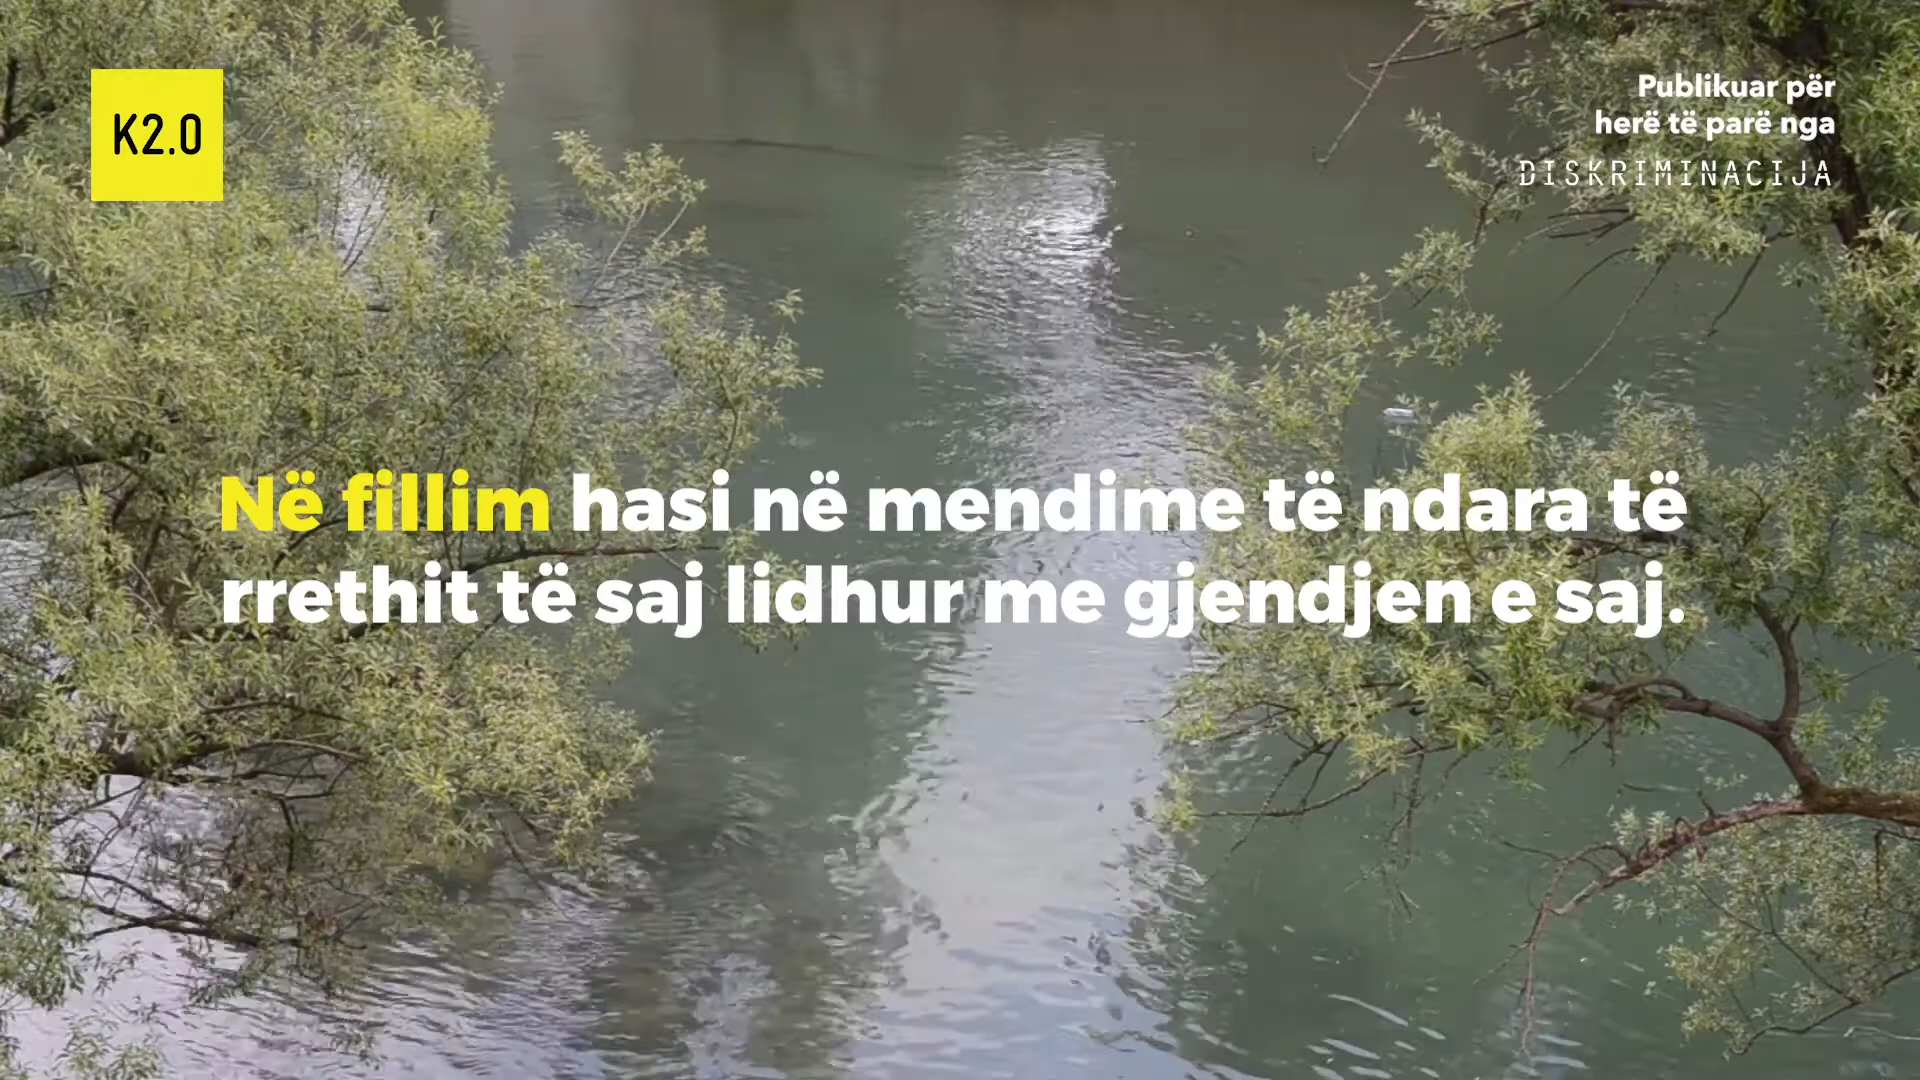 K2.0
Publikuar për
herë të parë nga
DISKRIMINACIJA
Në fillim hasi në mendime të ndara të
rrethit të saj lidhur me gjendjen e saj.